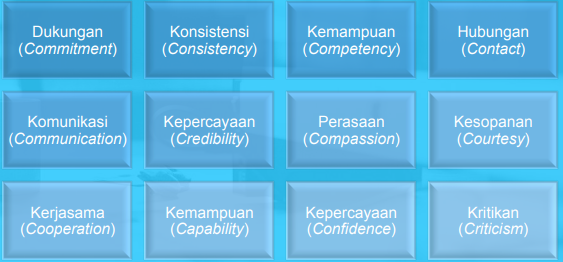 Dukungan
(Commitment)
Konsistensi
(Consistency)
Kemampuan
(Competency)
Hubungan
(Contact)
Komunikasi
(Communication)
Kepercayaan
(Credibility)
Perasaan
(Compassion)
Kesopanan
(Courtesy)
Kerjasama
(Cooperation)
Kemampuan
(Capability)
Kepercayaan
(Confidence)
Kritikan
(Criticism)